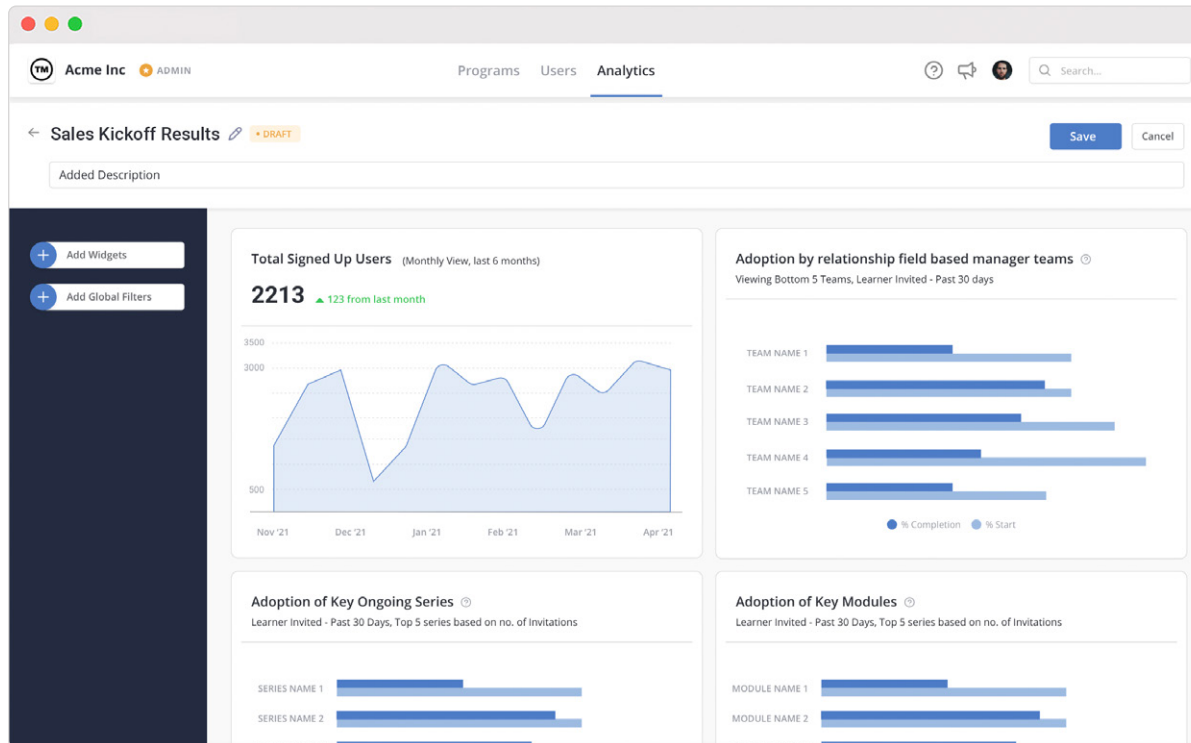 TM Acme Inc ADMIN Programs Users Analytics Search...
Sales Kickoff Results • DRAFT Save Cancel
Added Description
Add Widgets
Add Global Filters
Total Signed Up Users (Monthly View, last 6 months)
2213 123 from last month
3500
3000
500
Nov '21 Dec '21 Jan '21 Feb '21 Mar '21 Apr '21
Adoption by relationship field based manager teams
Viewing Bottom 5 Teams, Learner Invited - Past 30 days
TEAM NAME 1
TEAM NAME 2
TEAM NAME 3
TEAM NAME 4
TEAM NAME 5
% Completion % Start
Adoption of Key Ongoing Series
Learner Invited - Past 30 Days, Top 5 series based on no. of Invitations
SERIES NAME 1
SERIES NAME 2
Adoption of Key Modules
Learner Invited - Past 30 Days, Top 5 series based on no. of Invitations
MODULE NAME 1
MODULE NAME 2